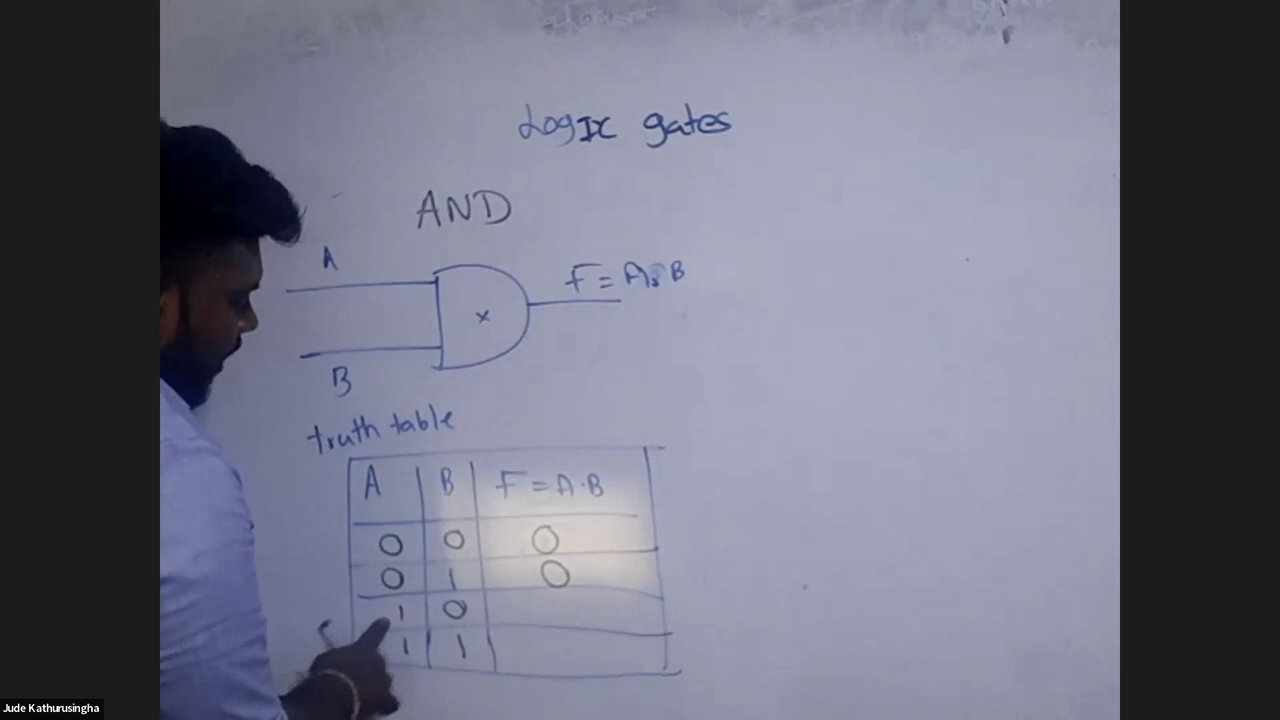 LogIc gates
AND
A
F = A.B
x
B
truth table
A B F = A.B
0 0 0
0 1 0
1 0
1 1
Jude Kathurusingha